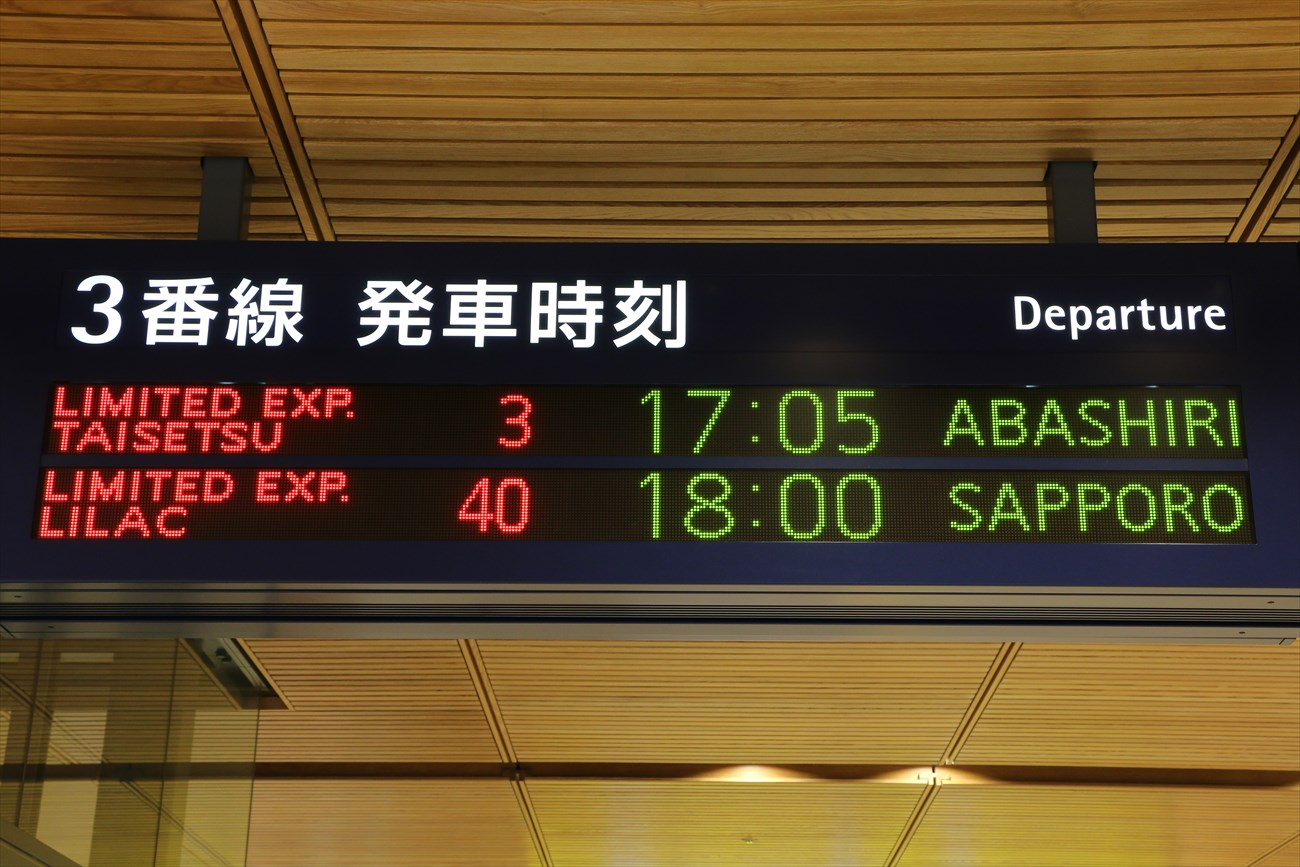 3番線 発車時刻 Departure
LIMITED EXP. TAISETSU 3 17:05 ABASHIRI
LIMITED EXP. LILAC 40 18:00 SAPPORO